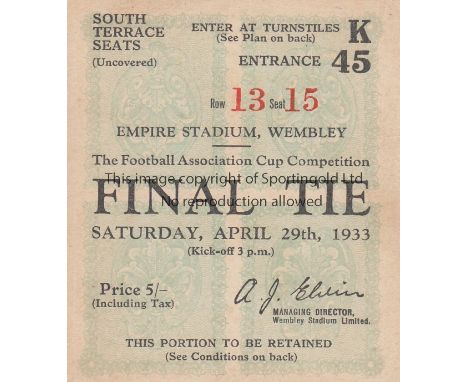 SOUTH TERRACE SEATS
(Uncovered)
ENTER AT TURNSTILES K
(See Plan on back)
ENTRANCE 45
Row 13 Seat 15
EMPIRE STADIUM, WEMBLEY
The Football Association Cup Competition
This image copyright of Sportingold Ltd.
FINAL TIE
No reproduction allowed
SATURDAY, APRIL 29th, 1933
(Kick-off 3 p.m.)
Price 5/–
(Including Tax)
A. J. Elvin
MANAGING DIRECTOR,
Wembley Stadium Limited.
THIS PORTION TO BE RETAINED
(See Conditions on back)